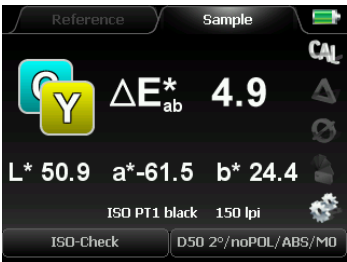 Reference Sample
CAL
C Y ΔE*ab 4.9
L* 50.9 a*-61.5 b* 24.4
ISO PT1 black 150 lpi
ISO-Check D50 2°/noPOL/ABS/M0